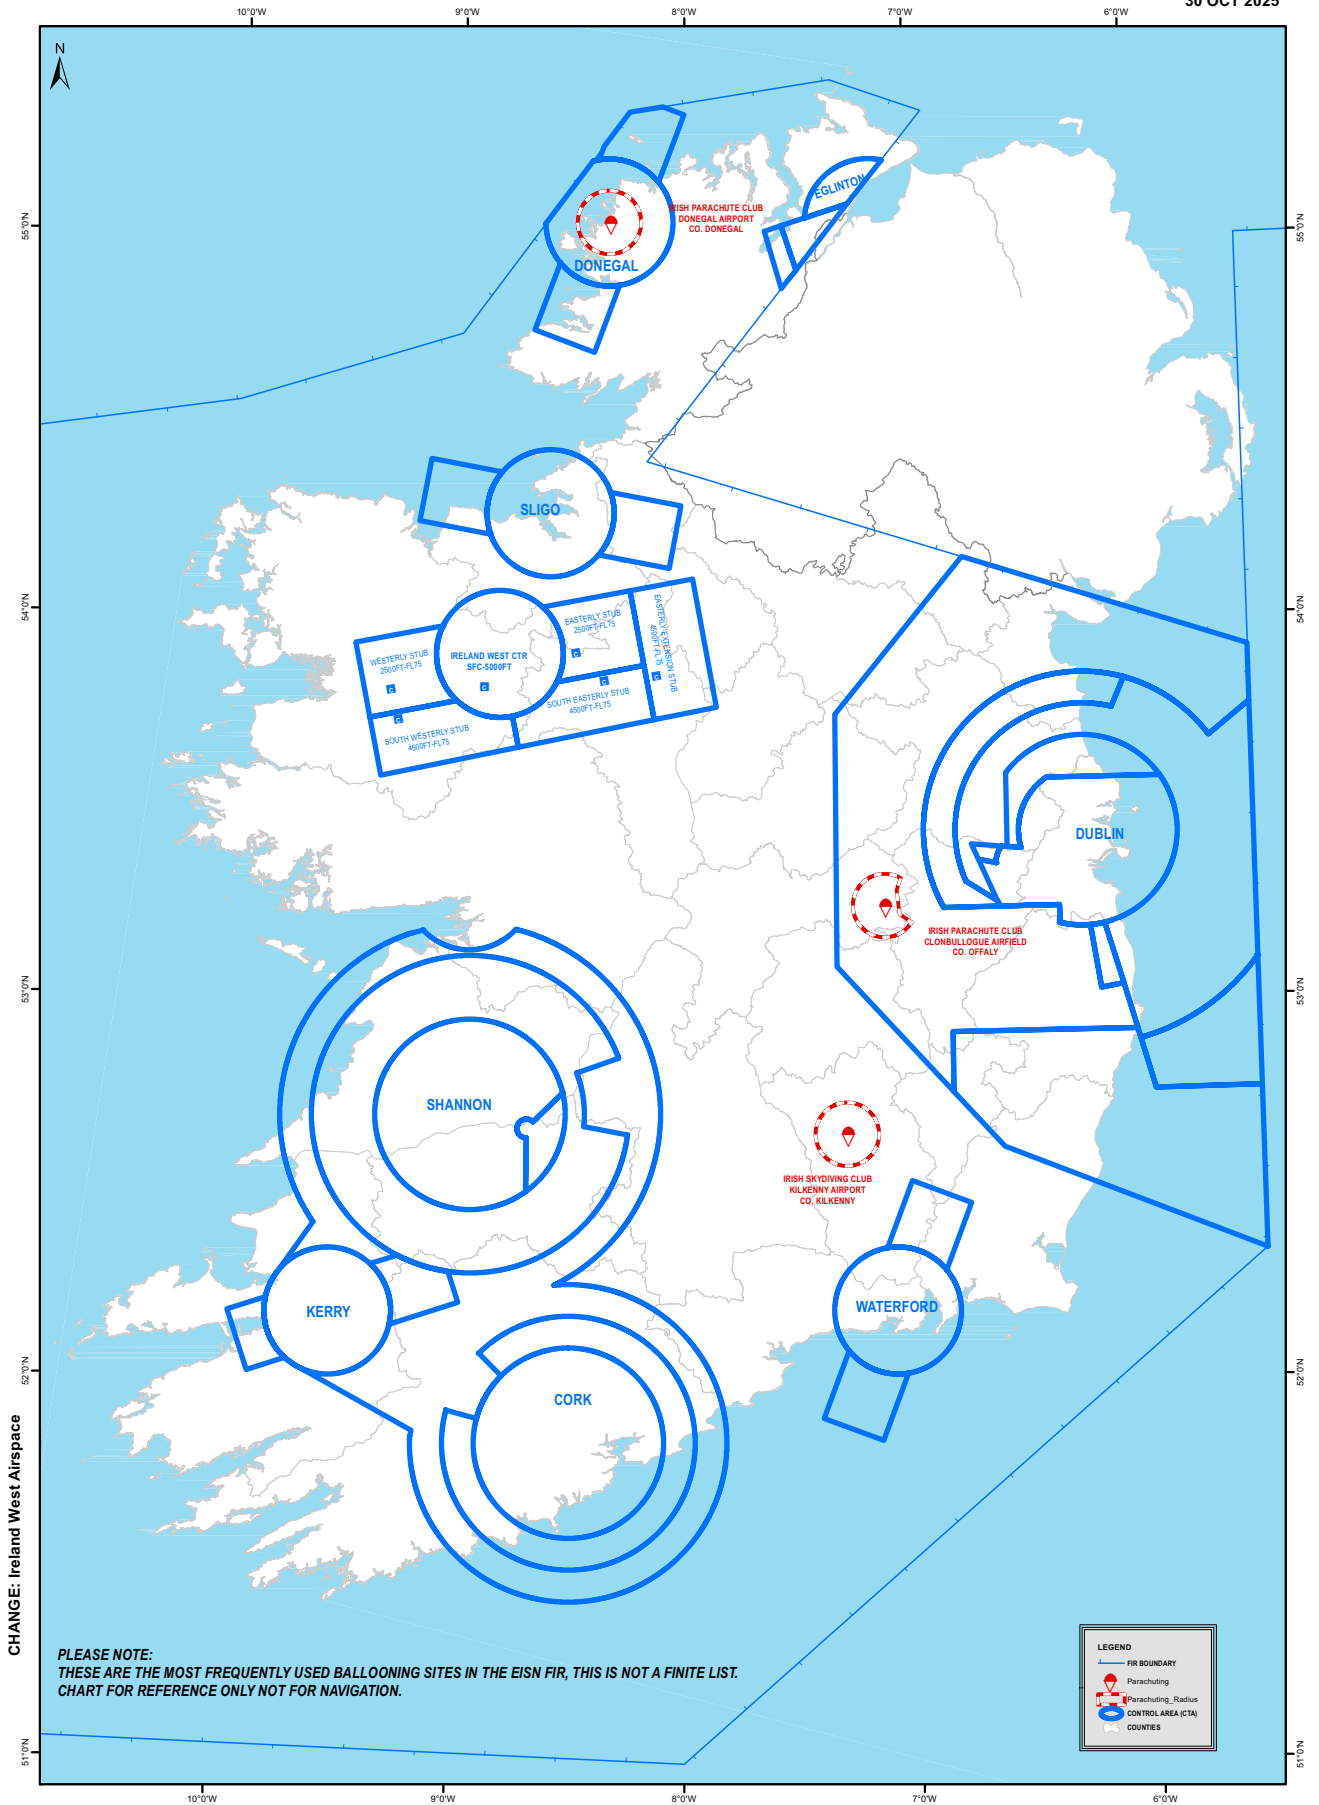 30 OCT 2025
10°0'W
9°0'W
8°0'W
7°0'W
6°0'W
N
55°0'N
55°0'N
EGLINTON
IRISH PARACHUTE CLUB
DONEGAL AIRPORT
CO. DONEGAL
DONEGAL
SLIGO
54°0'N
54°0'N
EASTERLY STUB
2500FT-FL75
EASTERLY EXTENSION STUB
4500FT-FL75
C
WESTERLY STUB
2500FT-FL75
C
IRELAND WEST CTR
SFC-5000FT
C
C
SOUTH EASTERLY STUB
4500FT-FL75
C
SOUTH WESTERLY STUB
4500FT-FL75
C
DUBLIN
IRISH PARACHUTE CLUB
CLONBULLOGUE AIRFIELD
CO. OFFALY
53°0'N
53°0'N
SHANNON
IRISH SKYDIVING CLUB
KILKENNY AIRPORT
CO. KILKENNY
KERRY
WATERFORD
52°0'N
52°0'N
CORK
CHANGE: Ireland West Airspace
PLEASE NOTE:
THESE ARE THE MOST FREQUENTLY USED BALLOONING SITES IN THE EISN FIR, THIS IS NOT A FINITE LIST.
CHART FOR REFERENCE ONLY NOT FOR NAVIGATION.
LEGEND
FIR BOUNDARY
Parachuting
Parachuting_Radius
CONTROL AREA (CTA)
COUNTIES
51°0'N
51°0'N
10°0'W
9°0'W
8°0'W
7°0'W
6°0'W